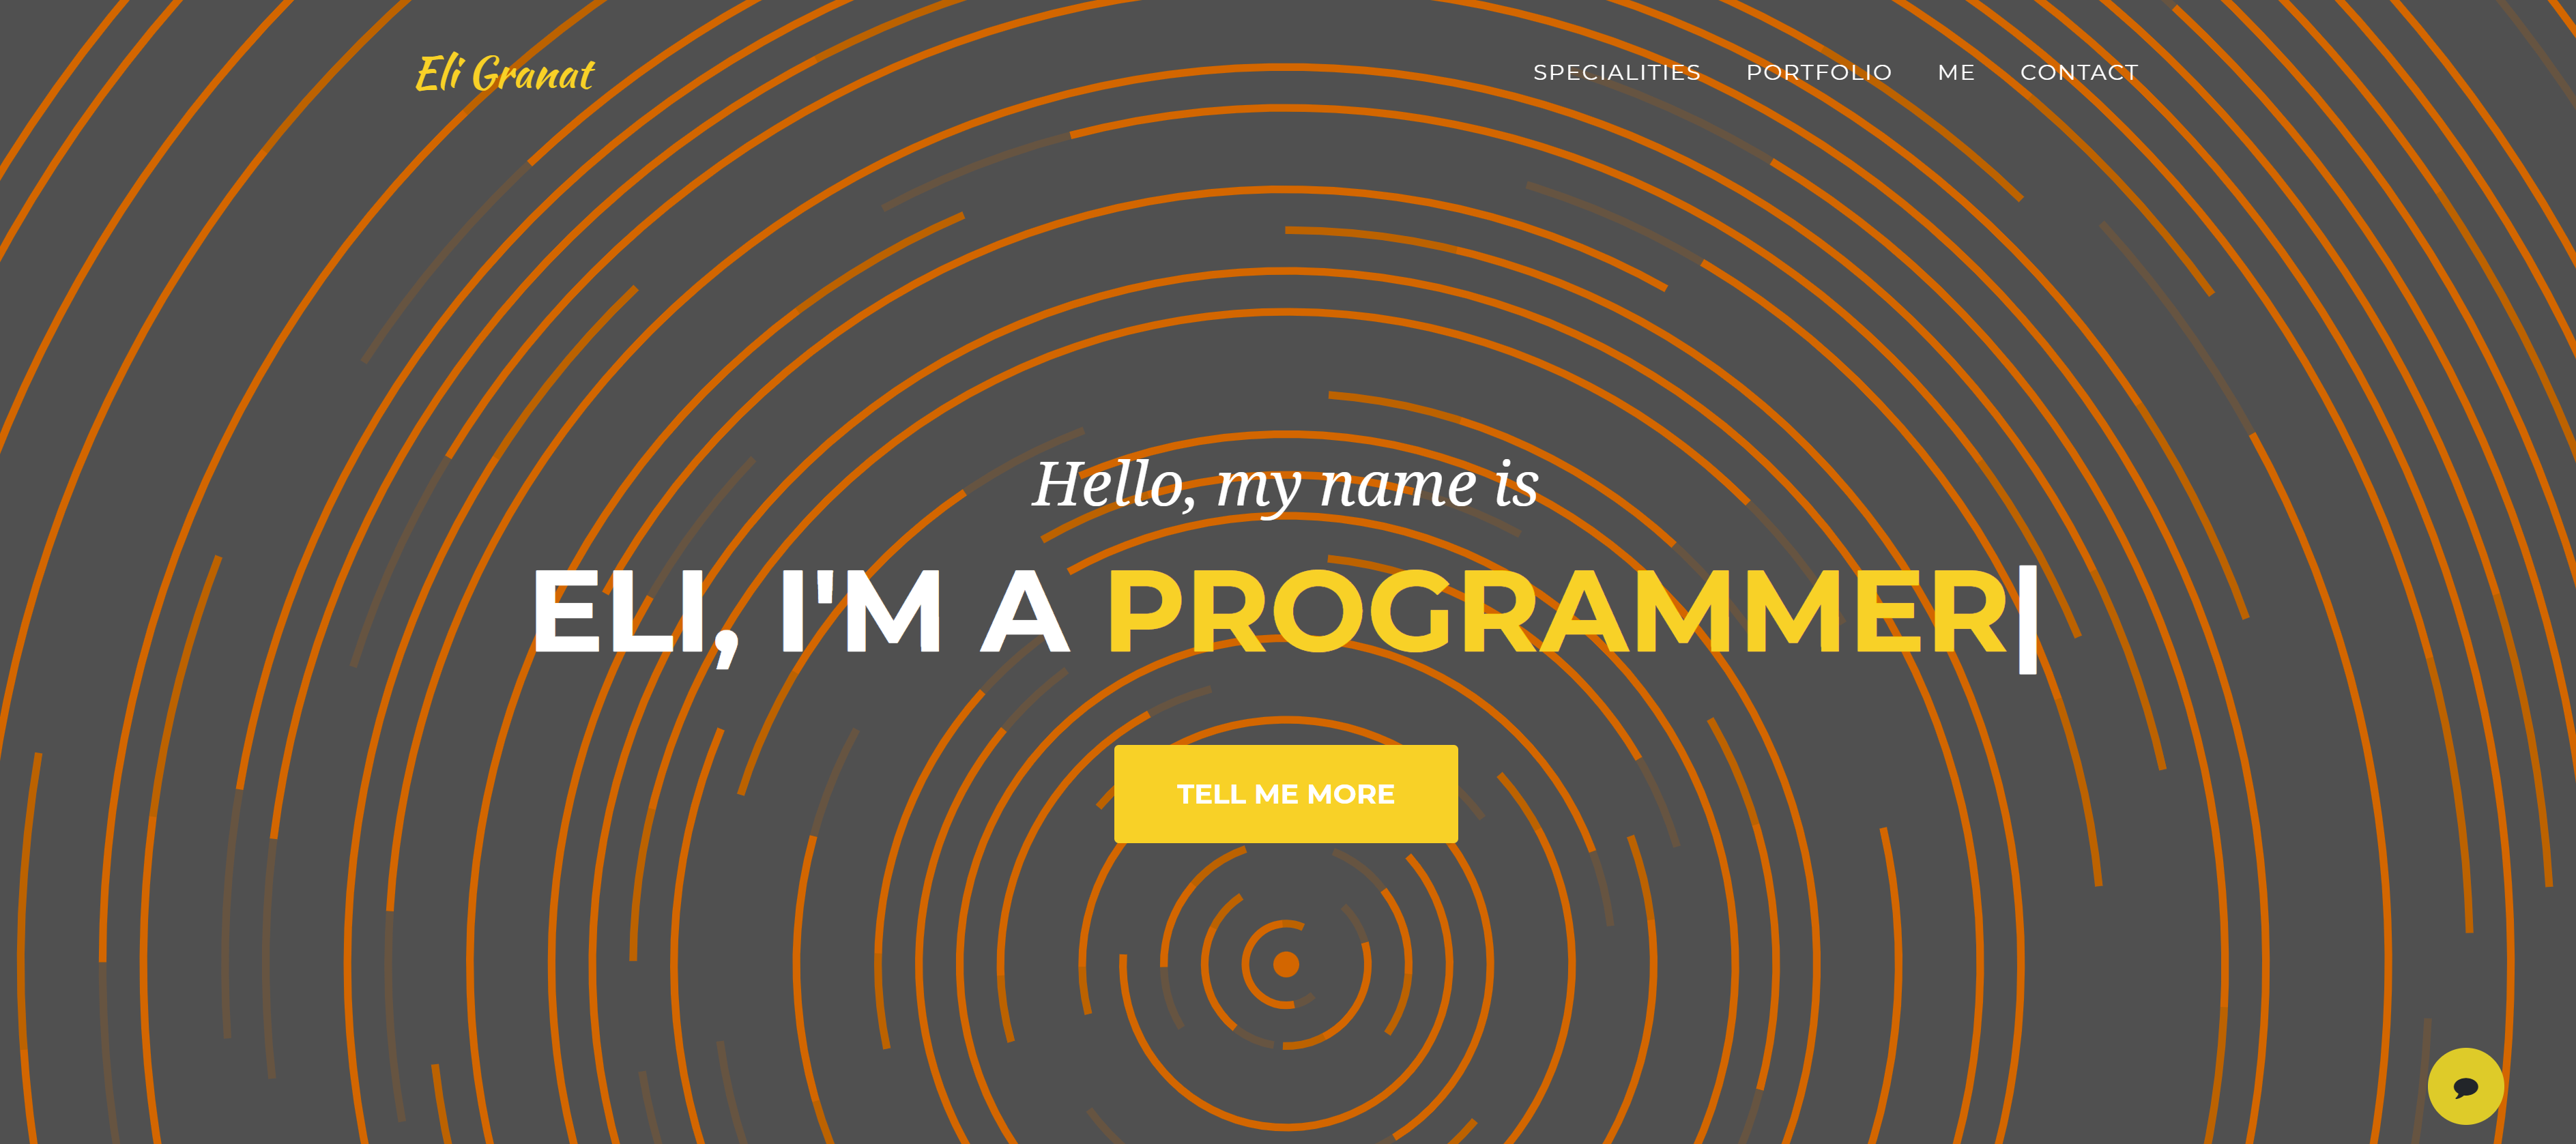 Eli Granat
SPECIALITIES PORTFOLIO ME CONTACT
Hello, my name is
ELI, I'M A PROGRAMMER|
TELL ME MORE